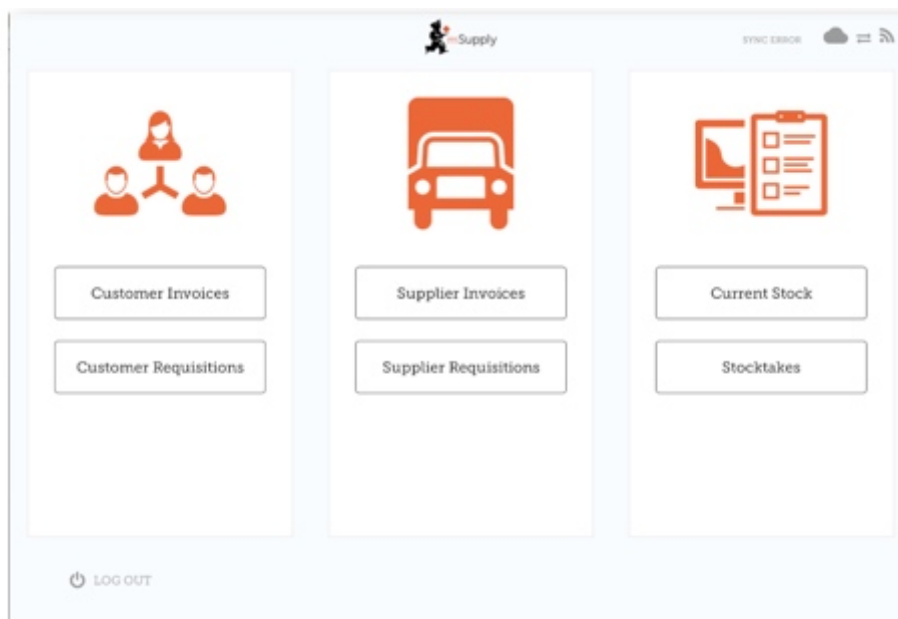 mSupply
SYNC ERROR
Customer Invoices
Supplier Invoices
Current Stock
Customer Requisitions
Supplier Requisitions
Stocktakes
LOG OUT